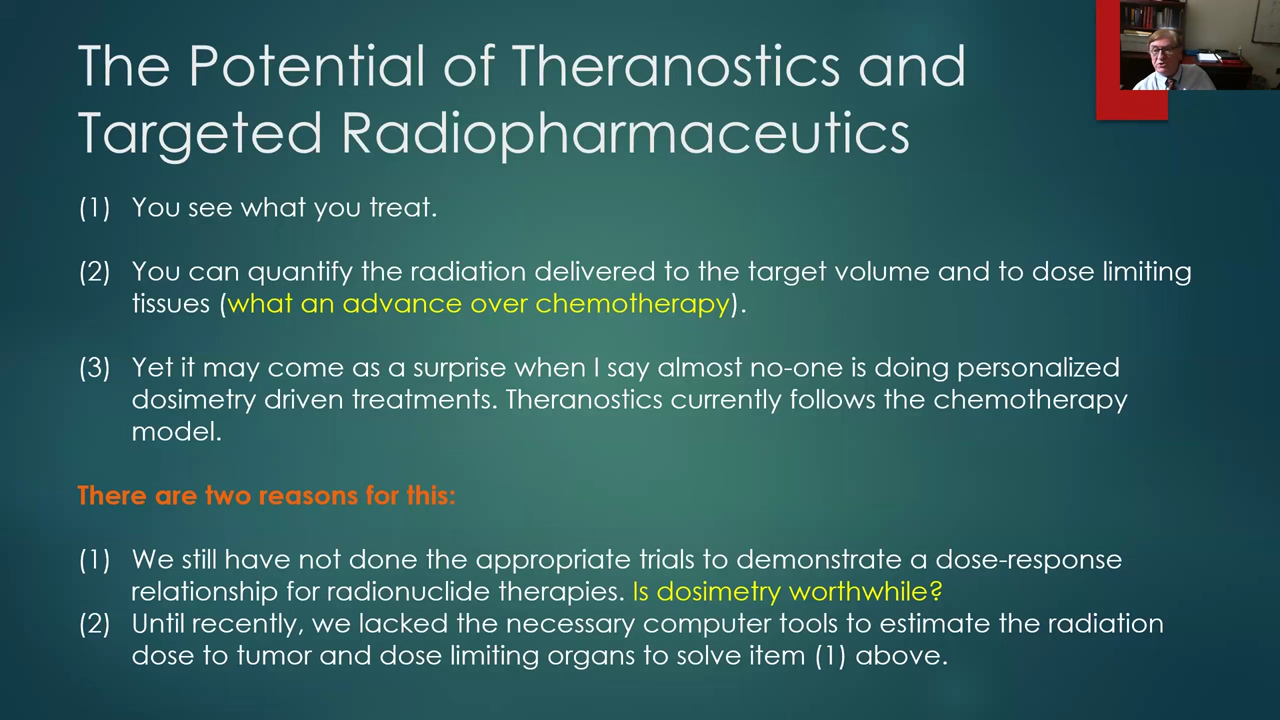 The Potential of Theranostics and
Targeted Radiopharmaceutics
(1) You see what you treat.
(2) You can quantify the radiation delivered to the target volume and to dose limiting
tissues (what an advance over chemotherapy).
(3) Yet it may come as a surprise when I say almost no-one is doing personalized
dosimetry driven treatments. Theranostics currently follows the chemotherapy
model.
There are two reasons for this:
(1) We still have not done the appropriate trials to demonstrate a dose-response
relationship for radionuclide therapies. Is dosimetry worthwhile?
(2) Until recently, we lacked the necessary computer tools to estimate the radiation
dose to tumor and dose limiting organs to solve item (1) above.